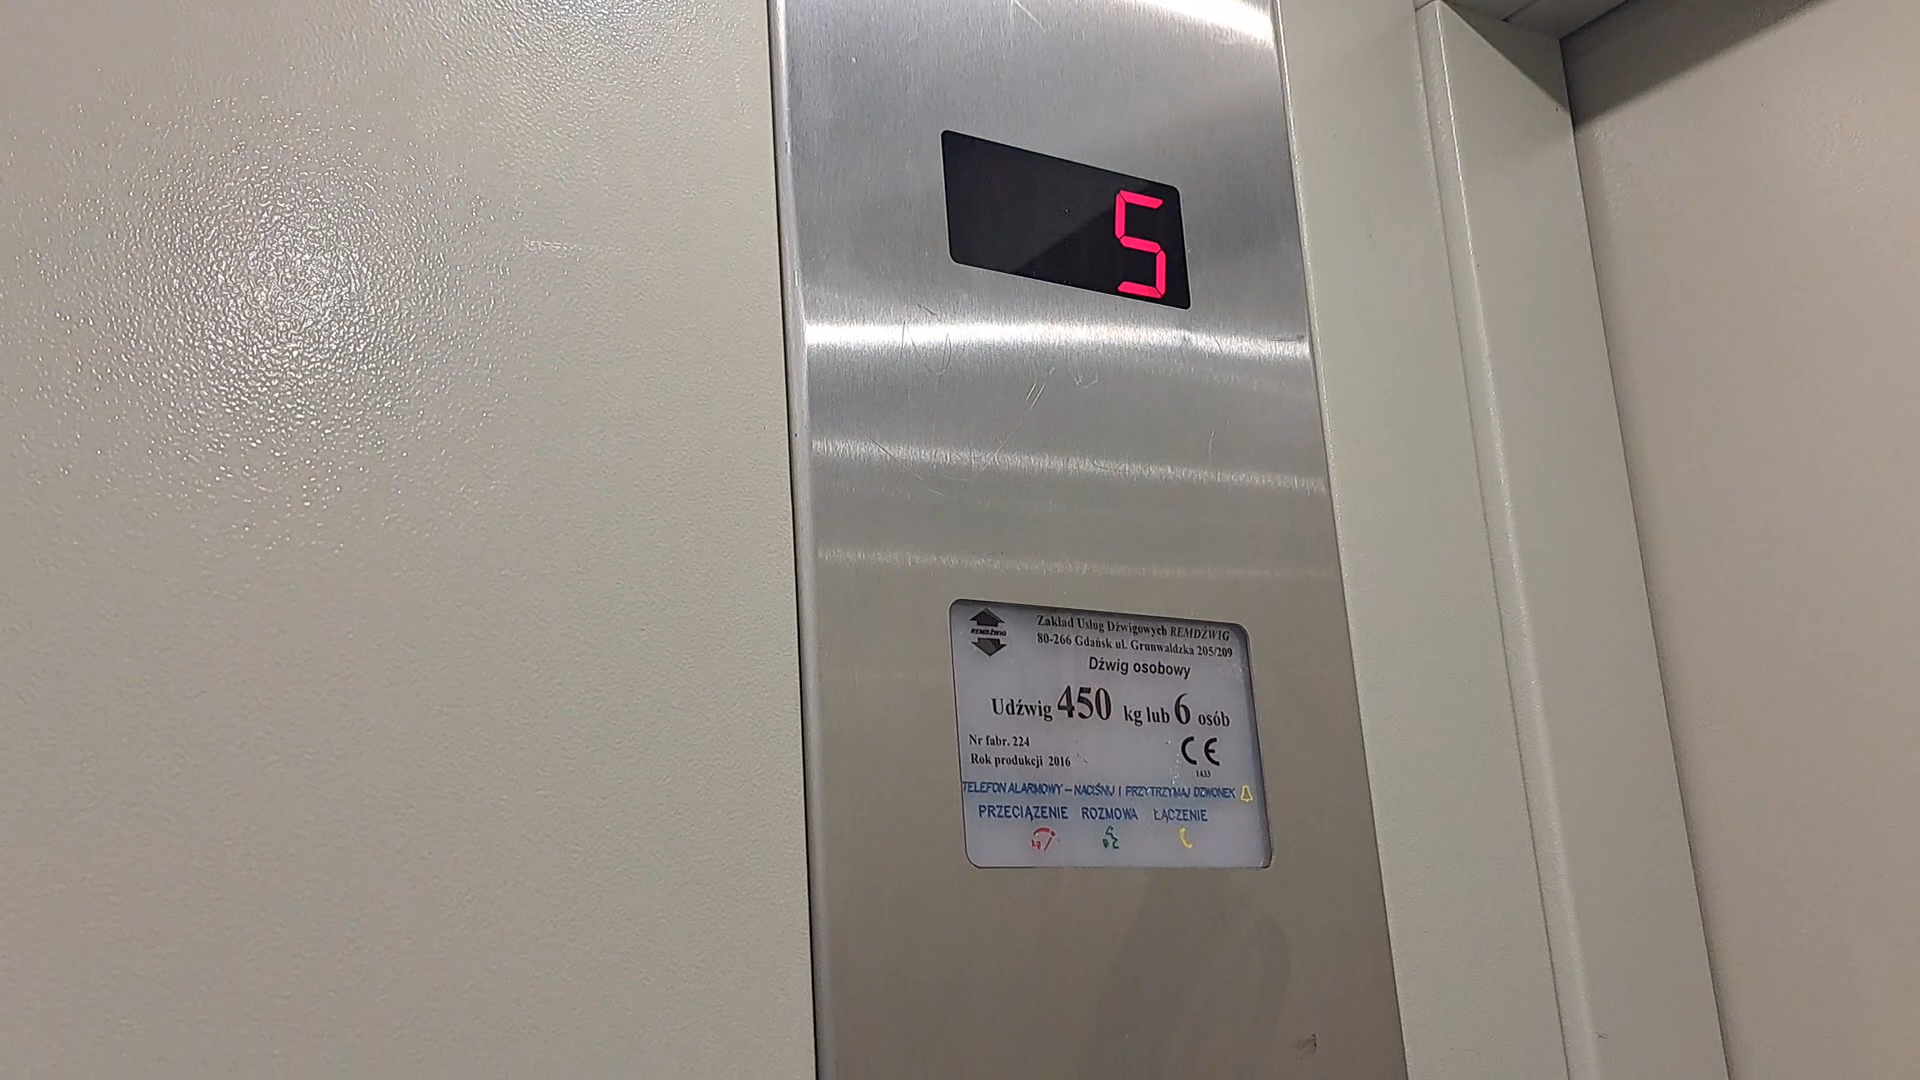 5
REMDŹWIG
Zakład Usług Dźwigowych REMDŹWIG
80-266 Gdańsk ul. Grunwaldzka 205/209
Dźwig osobowy
Udźwig 450 kg lub 6 osób
Nr fabr. 224
Rok produkcji 2016
CE
1433
TELEFON ALARMOWY – NACIŚNIJ I PRZYTRZYMAJ DZWONEK
PRZECIĄŻENIE ROZMOWA ŁĄCZENIE
kg